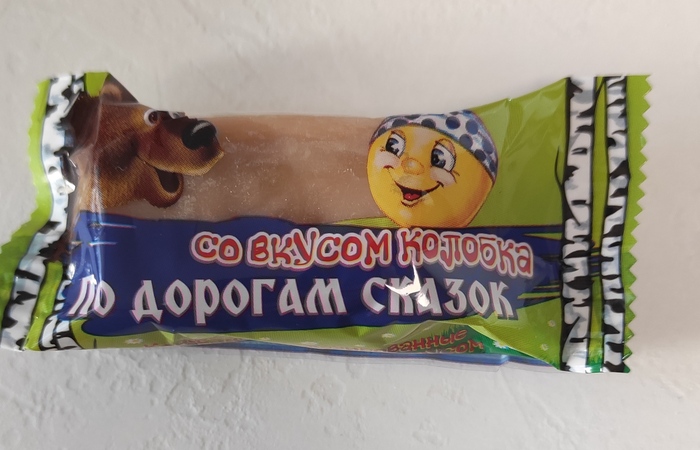 со вкусом колобка
по дорогам сказок